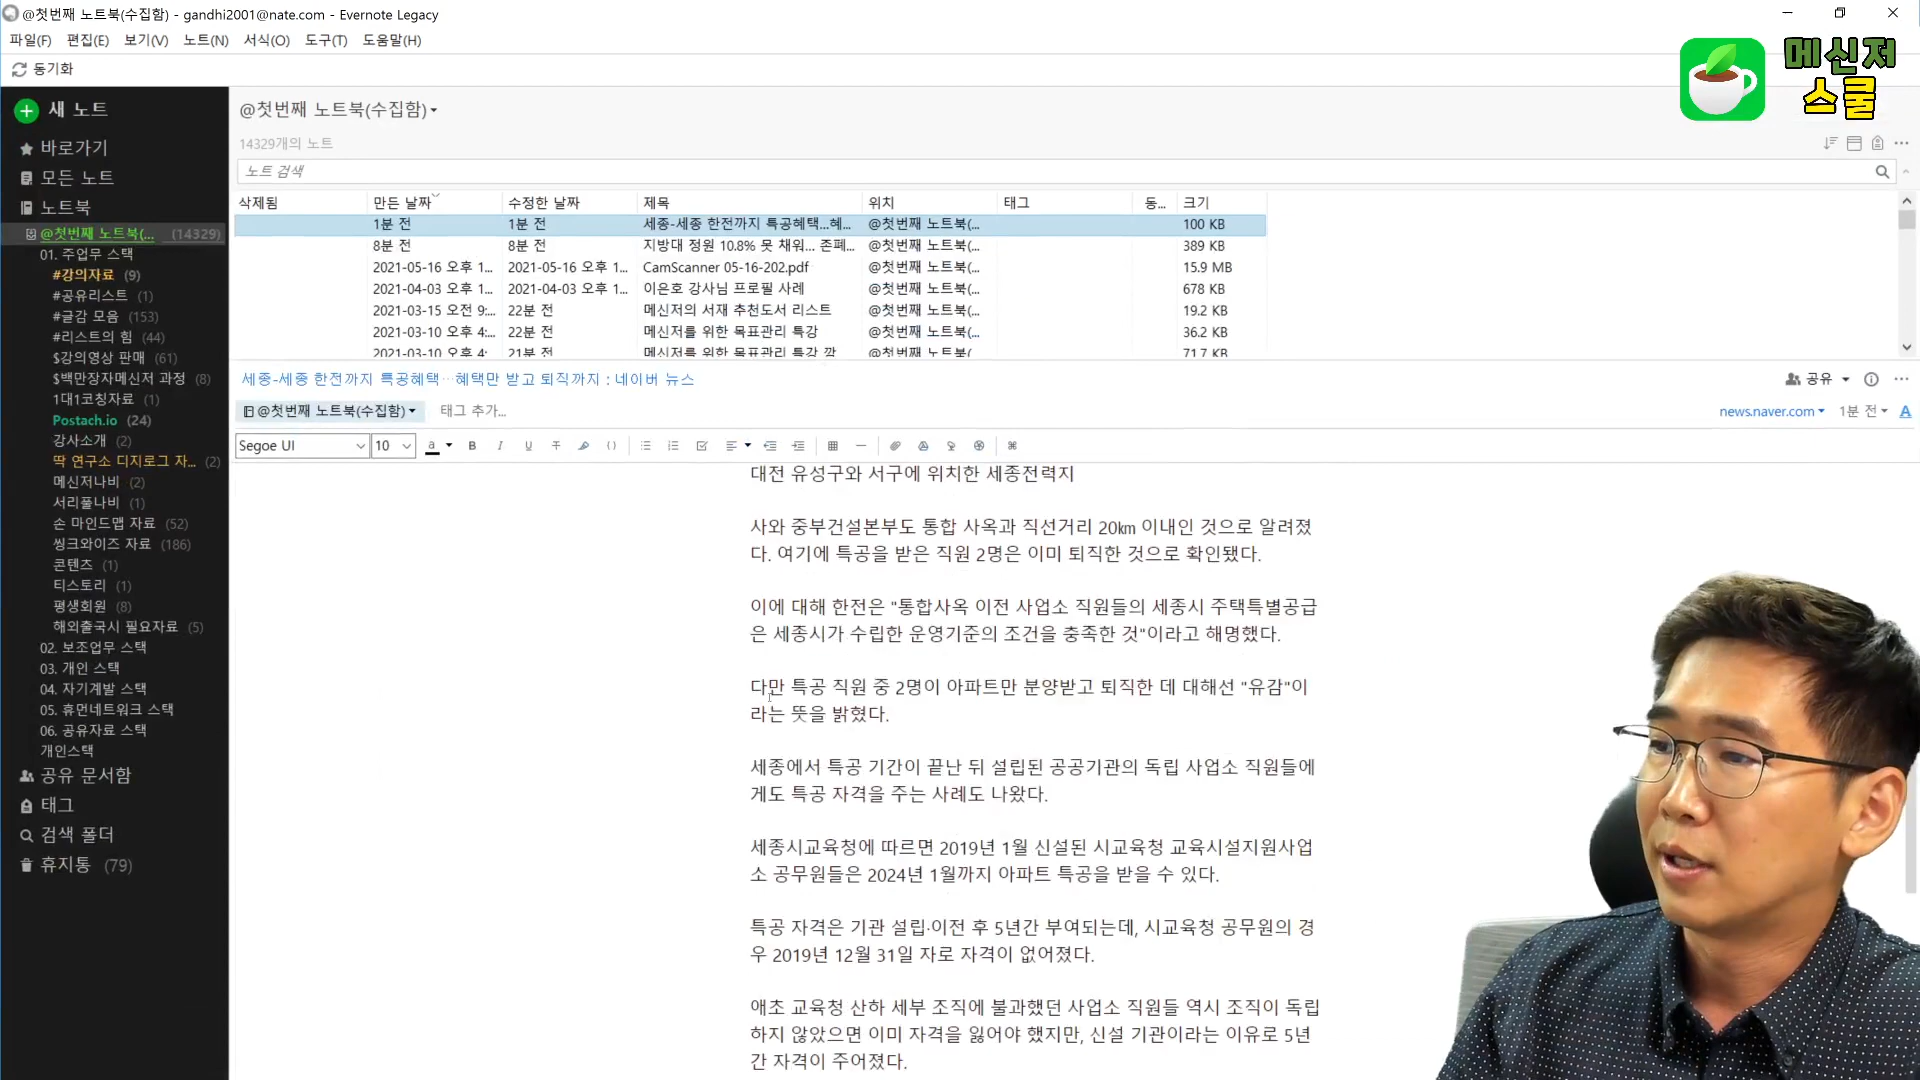 @첫번째 노트북(수집함) - gandhi2001@nate.com - Evernote Legacy
파일(F) 편집(E) 보기(V) 노트(N) 서식(O) 도구(T) 도움말(H)
동기화
메신저
스쿨
새 노트
바로가기
모든 노트
노트북
@첫번째 노트북(... (14329)
01. 주업무 스택
#강의자료 (9)
#공유리스트 (1)
#글감 모음 (153)
#리스트의 힘 (44)
$강의영상 판매 (61)
$백만장자메신저 과정 (8)
1대1코칭자료 (1)
Postach.io (24)
강사소개 (2)
딱 연구소 디지로그 자... (2)
메신저나비 (2)
서리풀나비 (1)
손 마인드맵 자료 (52)
씽크와이즈 자료 (186)
콘텐츠 (1)
티스토리 (1)
평생회원 (8)
해외출국시 필요자료 (5)
02. 보조업무 스택
03. 개인 스택
04. 자기계발 스택
05. 휴먼네트워크 스택
06. 공유자료 스택
개인스택
공유 문서함
태그
검색 폴더
휴지통 (79)
@첫번째 노트북(수집함)
14329개의 노트
노트 검색
삭제됨 만든 날짜 수정한 날짜 제목 위치 태그 동... 크기
1분 전 1분 전 세종-세종 한전까지 특공혜택...혜... @첫번째 노트북(... 100 KB
8분 전 8분 전 지방대 정원 10.8% 못 채워... 존폐... @첫번째 노트북(... 389 KB
2021-05-16 오후 1... 2021-05-16 오후 1... CamScanner 05-16-202.pdf @첫번째 노트북(... 15.9 MB
2021-04-03 오후 1... 2021-04-03 오후 1... 이은호 강사님 프로필 사례 @첫번째 노트북(... 678 KB
2021-03-15 오전 9:... 22분 전 메신저의 서재 추천도서 리스트 @첫번째 노트북(... 19.2 KB
2021-03-10 오후 4:... 22분 전 메신저를 위한 목표관리 특강 @첫번째 노트북(... 36.2 KB
2021-03-10 오후 4: 21분 전 메신저를 위한 목표관리 특강 @첫번째 노트북( 71.7 KB
세종-세종 한전까지 특공혜택…혜택만 받고 퇴직까지 : 네이버 뉴스
공유
@첫번째 노트북(수집함) 태그 추가...
news.naver.com 1분 전
Segoe UI 10
대전 유성구와 서구에 위치한 세종전력지
사와 중부건설본부도 통합 사옥과 직선거리 20㎞ 이내인 것으로 알려졌
다. 여기에 특공을 받은 직원 2명은 이미 퇴직한 것으로 확인됐다.
이에 대해 한전은 "통합사옥 이전 사업소 직원들의 세종시 주택특별공급
은 세종시가 수립한 운영기준의 조건을 충족한 것"이라고 해명했다.
다만 특공 직원 중 2명이 아파트만 분양받고 퇴직한 데 대해선 "유감"이
라는 뜻을 밝혔다.
세종에서 특공 기간이 끝난 뒤 설립된 공공기관의 독립 사업소 직원들에
게도 특공 자격을 주는 사례도 나왔다.
세종시교육청에 따르면 2019년 1월 신설된 시교육청 교육시설지원사업
소 공무원들은 2024년 1월까지 아파트 특공을 받을 수 있다.
특공 자격은 기관 설립·이전 후 5년간 부여되는데, 시교육청 공무원의 경
우 2019년 12월 31일 자로 자격이 없어졌다.
애초 교육청 산하 세부 조직에 불과했던 사업소 직원들 역시 조직이 독립
하지 않았으면 이미 자격을 잃어야 했지만, 신설 기관이라는 이유로 5년
간 자격이 주어졌다.